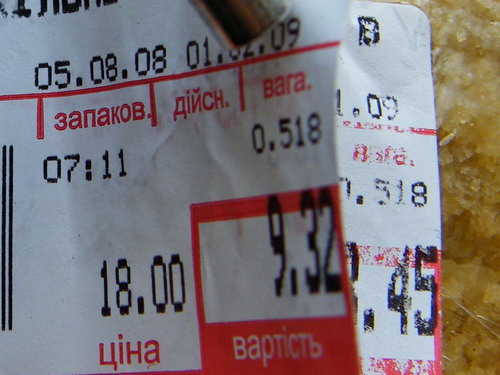 В
05.08.08 01.02.09
1.09
запаков. дійсн. вага.
вага.
07:11 0.518
.518
18.00 9.32
.45
ціна вартість